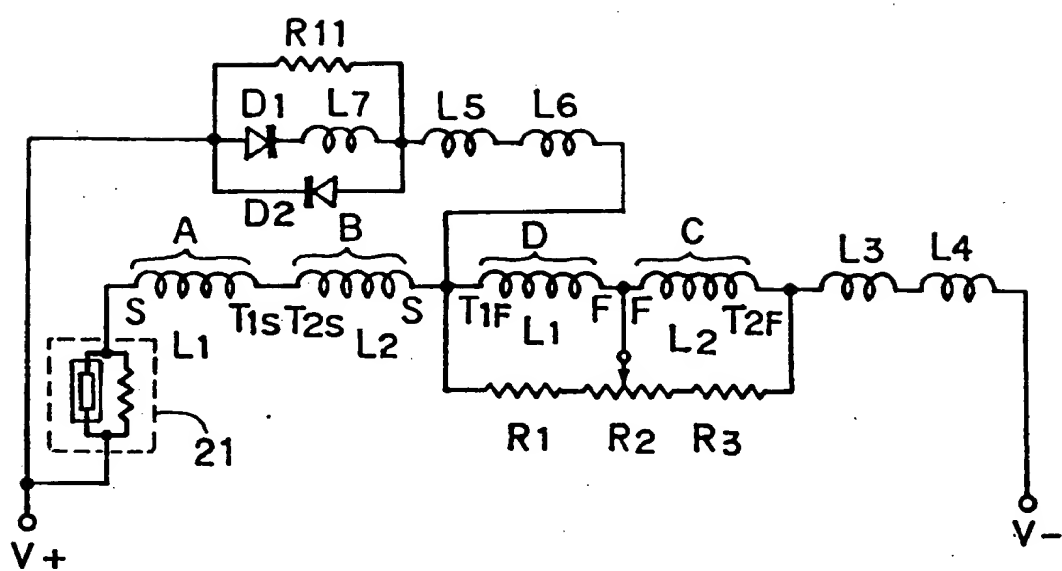 R11
D1 L7 L5 L6
D2
A B D C L3 L4
S T1S T2S S T1F F F T2F
L1 L2 L1 L2
21 R1 R2 R3
V+ V-